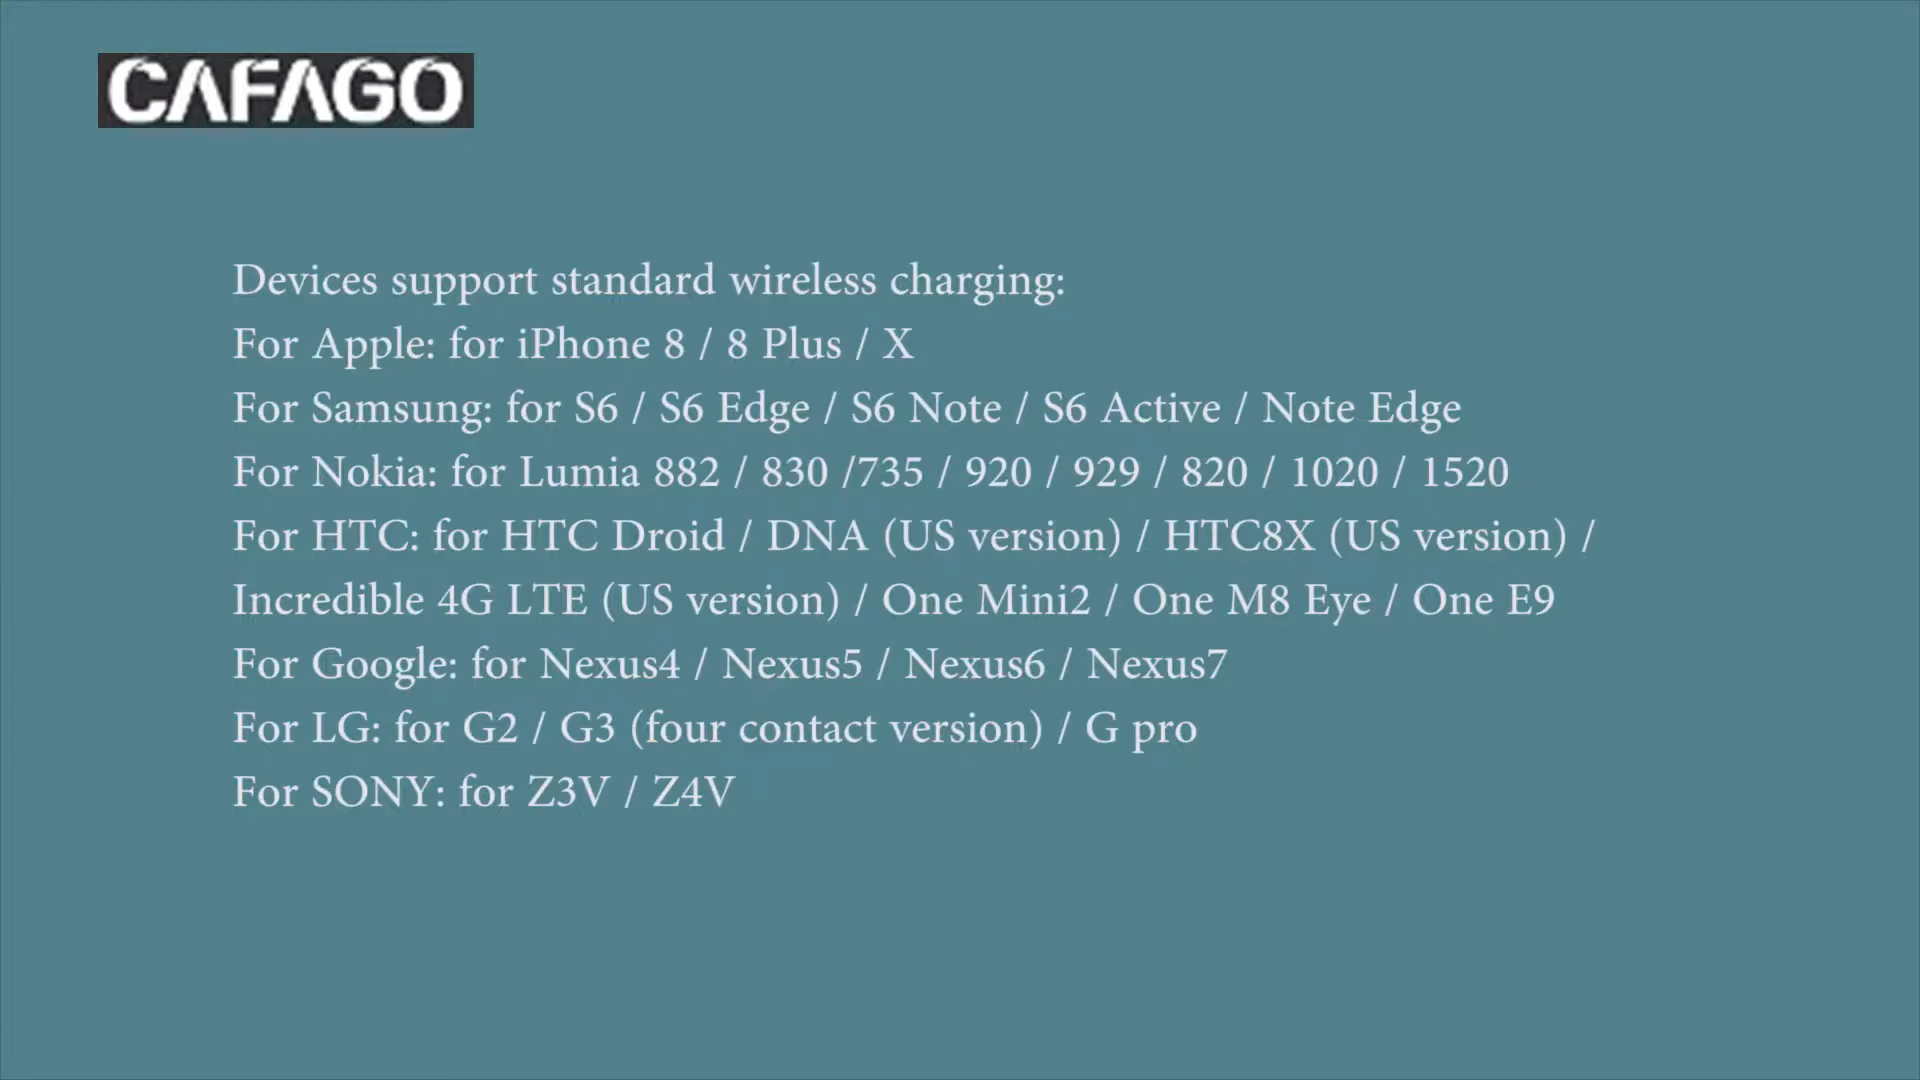 CAFAGO
Devices support standard wireless charging:
For Apple: for iPhone 8 / 8 Plus / X
For Samsung: for S6 / S6 Edge / S6 Note / S6 Active / Note Edge
For Nokia: for Lumia 882 / 830 /735 / 920 / 929 / 820 / 1020 / 1520
For HTC: for HTC Droid / DNA (US version) / HTC8X (US version) /
Incredible 4G LTE (US version) / One Mini2 / One M8 Eye / One E9
For Google: for Nexus4 / Nexus5 / Nexus6 / Nexus7
For LG: for G2 / G3 (four contact version) / G pro
For SONY: for Z3V / Z4V